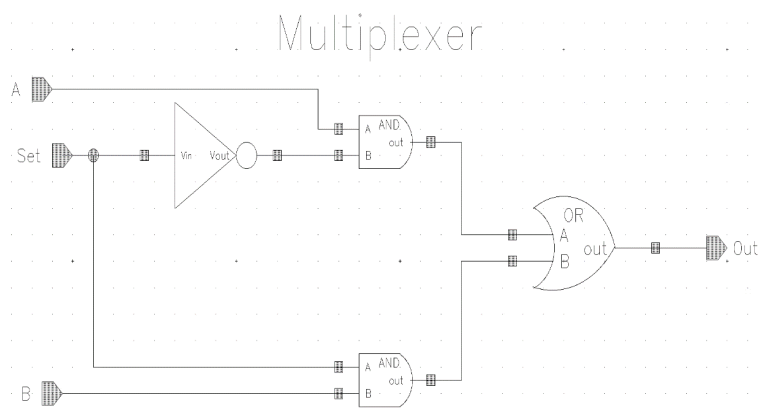 Multiplexer
A
A AND
out
B
Set
Vin Vout
OR
A
out
B
Out
A AND
out
B
B